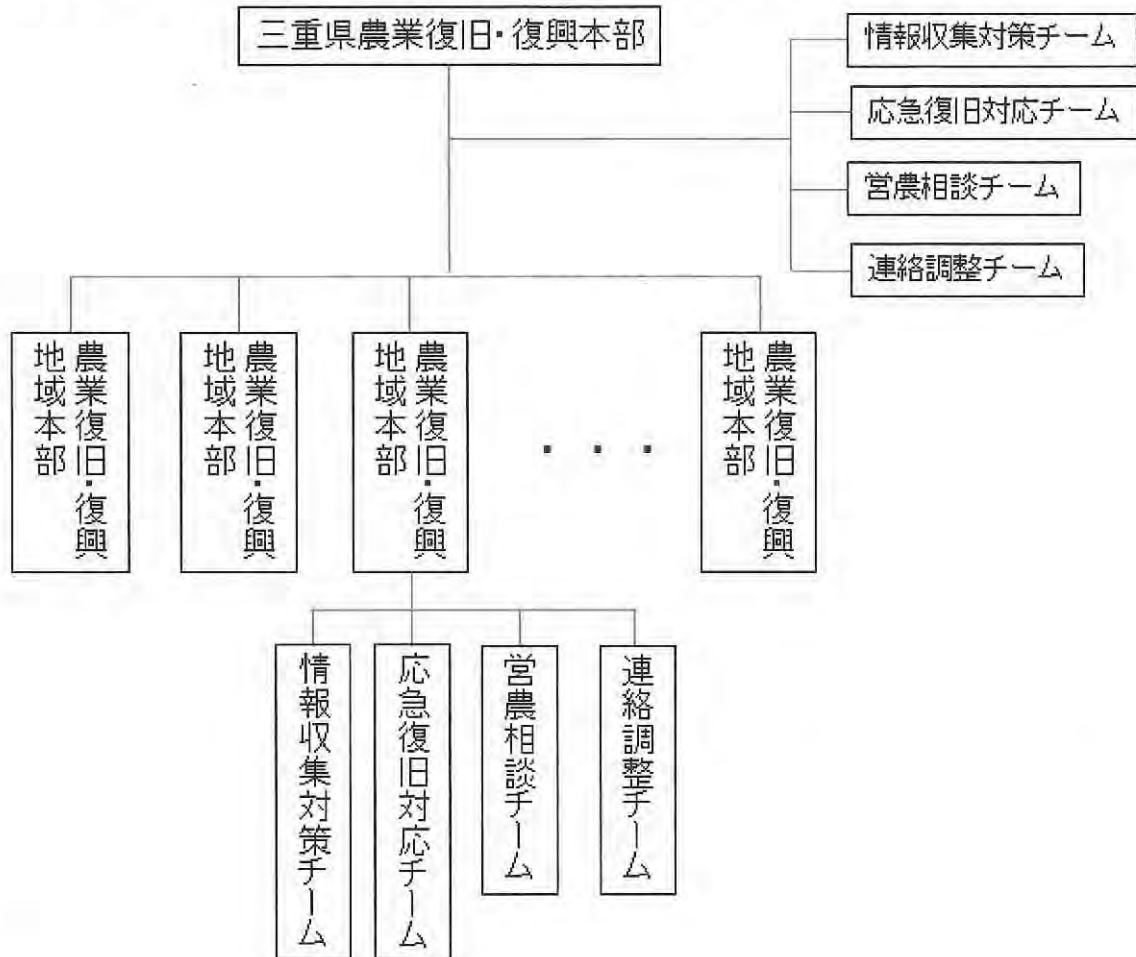 三重県農業復旧・復興本部
情報収集対策チーム
応急復旧対応チーム
営農相談チーム
連絡調整チーム
農業復旧・復興
地域本部
農業復旧・復興
地域本部
農業復旧・復興
地域本部
・・・
農業復旧・復興
地域本部
情報収集対策チーム
応急復旧対応チーム
営農相談チーム
連絡調整チーム